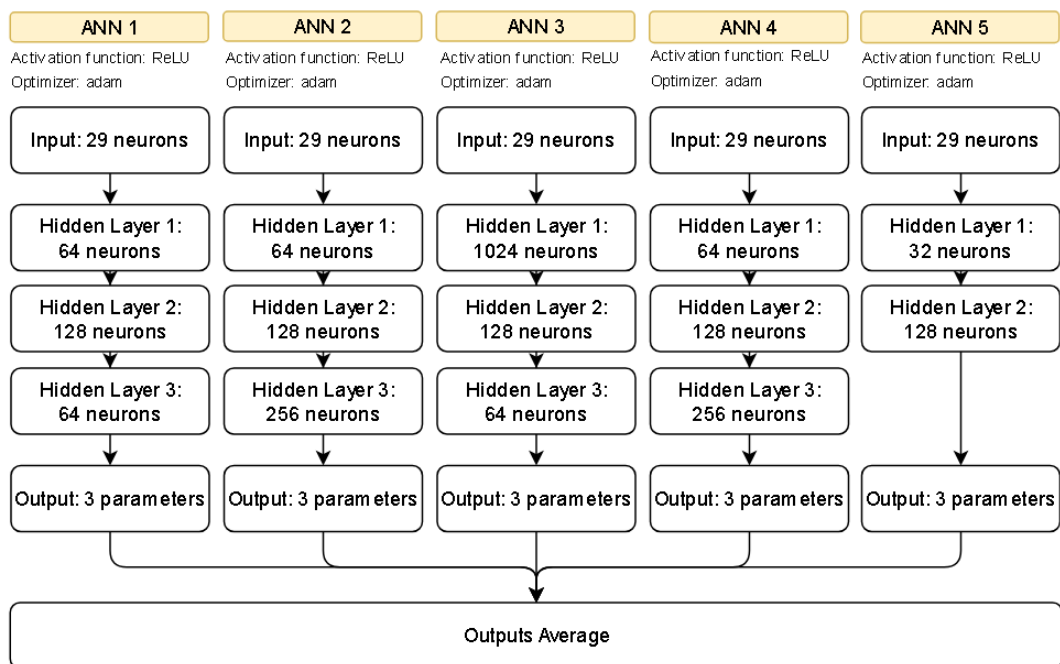 ANN 1
Activation function: ReLU
Optimizer: adam
Input: 29 neurons
Hidden Layer 1:
64 neurons
Hidden Layer 2:
128 neurons
Hidden Layer 3:
64 neurons
Output: 3 parameters
ANN 2
Activation function: ReLU
Optimizer: adam
Input: 29 neurons
Hidden Layer 1:
64 neurons
Hidden Layer 2:
128 neurons
Hidden Layer 3:
256 neurons
Output: 3 parameters
ANN 3
Activation function: ReLU
Optimizer: adam
Input: 29 neurons
Hidden Layer 1:
1024 neurons
Hidden Layer 2:
128 neurons
Hidden Layer 3:
64 neurons
Output: 3 parameters
ANN 4
Activation function: ReLU
Optimizer: adam
Input: 29 neurons
Hidden Layer 1:
64 neurons
Hidden Layer 2:
128 neurons
Hidden Layer 3:
256 neurons
Output: 3 parameters
ANN 5
Activation function: ReLU
Optimizer: adam
Input: 29 neurons
Hidden Layer 1:
32 neurons
Hidden Layer 2:
128 neurons
Output: 3 parameters
Outputs Average